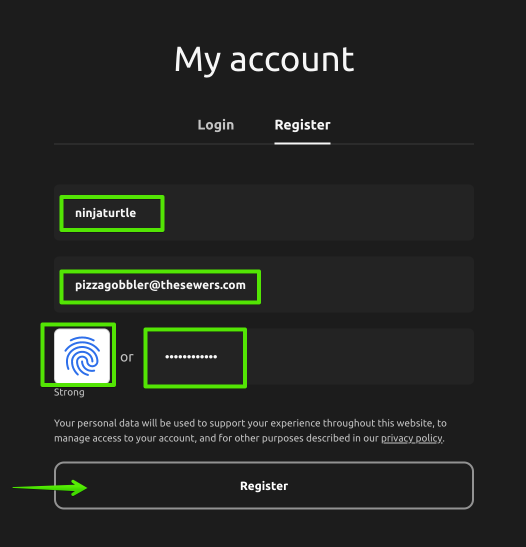 My account
Login Register
ninjaturtle
pizzagobbler@thesewers.com
or ••••••••••••
Strong
Your personal data will be used to support your experience throughout this website, to
manage access to your account, and for other purposes described in our privacy policy.
Register